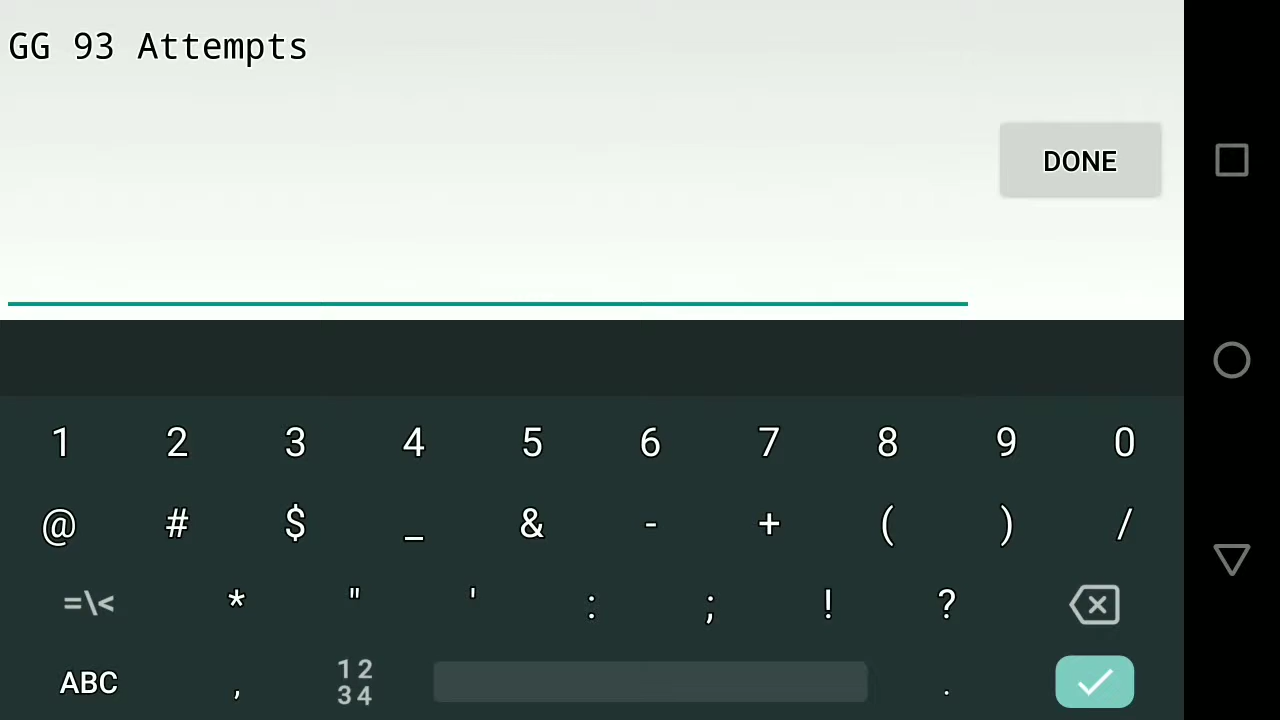 GG 93 Attempts
DONE
1 2 3 4 5 6 7 8 9 0
@ # $ _ & - + ( ) /
=\< * " ' : ; ! ?
ABC , 12 34 .